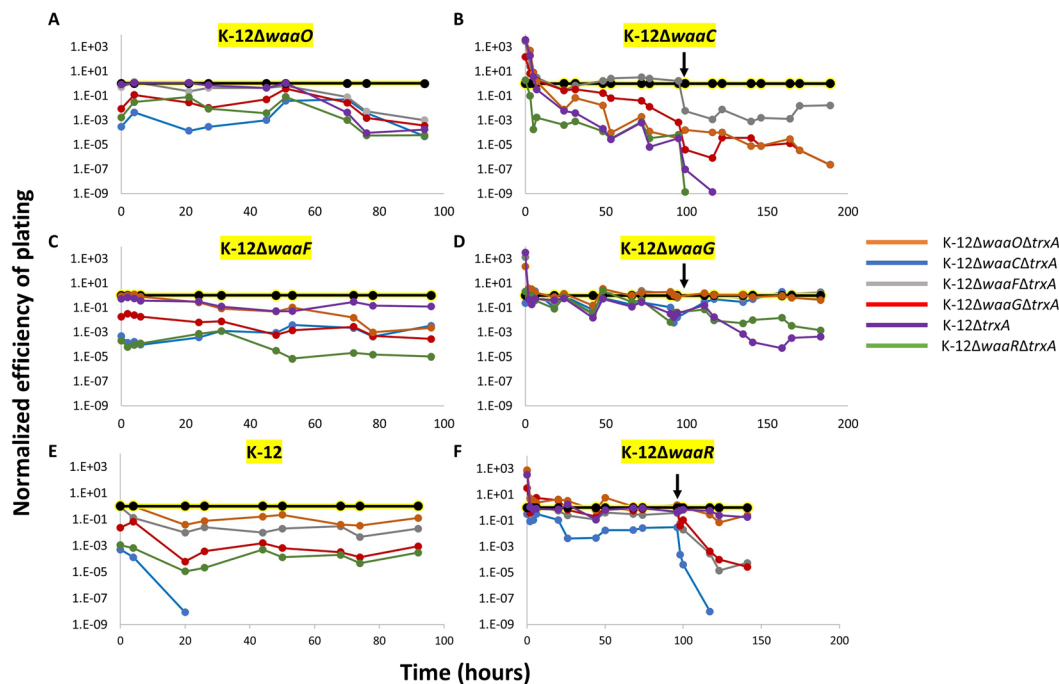 A
K-12ΔwaaO
1.E+03
1.E+01
1.E-01
1.E-03
1.E-05
1.E-07
1.E-09
0 20 40 60 80 100
B
K-12ΔwaaC
1.E+03
1.E+01
1.E-01
1.E-03
1.E-05
1.E-07
1.E-09
0 50 100 150 200
C
K-12ΔwaaF
1.E+03
1.E+01
1.E-01
1.E-03
1.E-05
1.E-07
1.E-09
0 20 40 60 80 100
D
K-12ΔwaaG
1.E+03
1.E+01
1.E-01
1.E-03
1.E-05
1.E-07
1.E-09
0 50 100 150 200
E
K-12
1.E+03
1.E+01
1.E-01
1.E-03
1.E-05
1.E-07
1.E-09
0 20 40 60 80 100
F
K-12ΔwaaR
1.E+03
1.E+01
1.E-01
1.E-03
1.E-05
1.E-07
1.E-09
0 50 100 150 200
Normalized efficiency of plating
Time (hours)
K-12ΔwaaOΔtrxA
K-12ΔwaaCΔtrxA
K-12ΔwaaFΔtrxA
K-12ΔwaaGΔtrxA
K-12ΔtrxA
K-12ΔwaaRΔtrxA